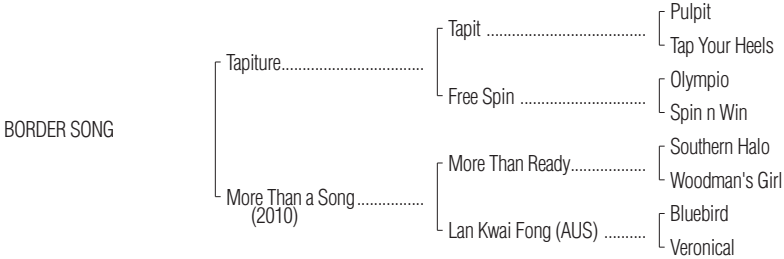 Pulpit
Tapit ....................................
Tap Your Heels
Tapiture................................
Olympio
Free Spin ............................
Spin n Win
BORDER SONG
Southern Halo
More Than Ready.................
Woodman's Girl
More Than a Song ...............
(2010)
Bluebird
Lan Kwai Fong (AUS) ..........
Veronical